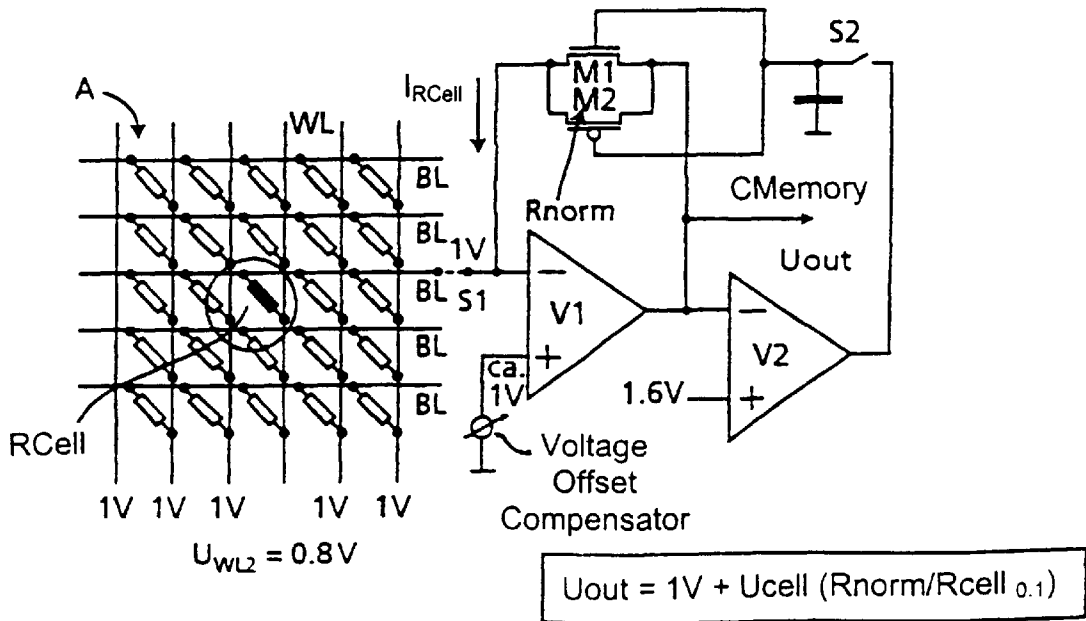 S2
A
I_RCell
M1
M2
WL
BL
Rnorm
CMemory
BL
1V
Uout
BL
S1
−
V1
−
+
V2
BL
ca.
1V
1.6V
+
BL
RCell
Voltage
Offset
Compensator
1V 1V 1V 1V 1V
U_WL2 = 0.8V
Uout = 1V + Ucell (Rnorm/Rcell 0.1)